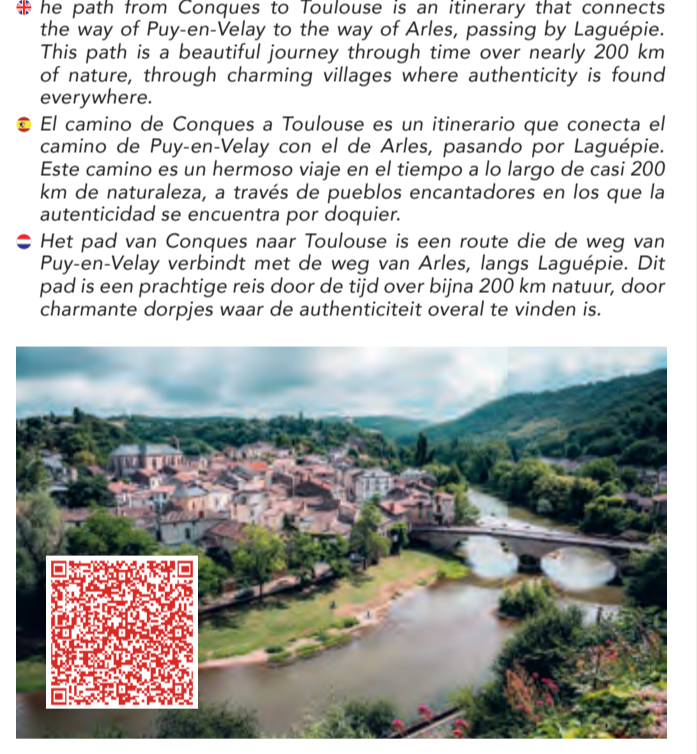 he path from Conques to Toulouse is an itinerary that connects
the way of Puy-en-Velay to the way of Arles, passing by Laguépie.
This path is a beautiful journey through time over nearly 200 km
of nature, through charming villages where authenticity is found
everywhere.
El camino de Conques a Toulouse es un itinerario que conecta el
camino de Puy-en-Velay con el de Arles, pasando por Laguépie.
Este camino es un hermoso viaje en el tiempo a lo largo de casi 200
km de naturaleza, a través de pueblos encantadores en los que la
autenticidad se encuentra por doquier.
Het pad van Conques naar Toulouse is een route die de weg van
Puy-en-Velay verbindt met de weg van Arles, langs Laguépie. Dit
pad is een prachtige reis door de tijd over bijna 200 km natuur, door
charmante dorpjes waar de authenticiteit overal te vinden is.